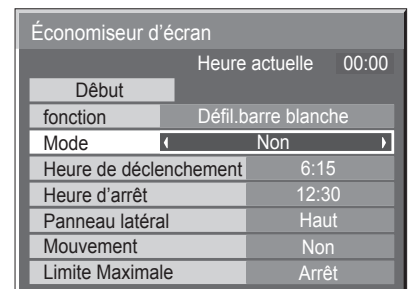 Économiseur d'écran
Heure actuelle 00:00
Dêbut
fonction Défil.barre blanche
Mode Non
Heure de déclenchement 6:15
Heure d'arrêt 12:30
Panneau latéral Haut
Mouvement Non
Limite Maximale Arrêt